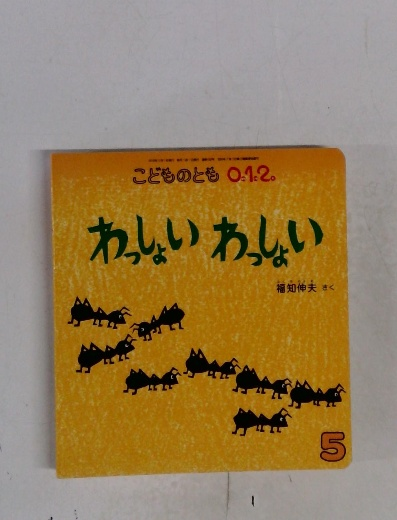 こどものとも 0.1.2.
わっしょい わっしょい
福知伸夫 さく
5